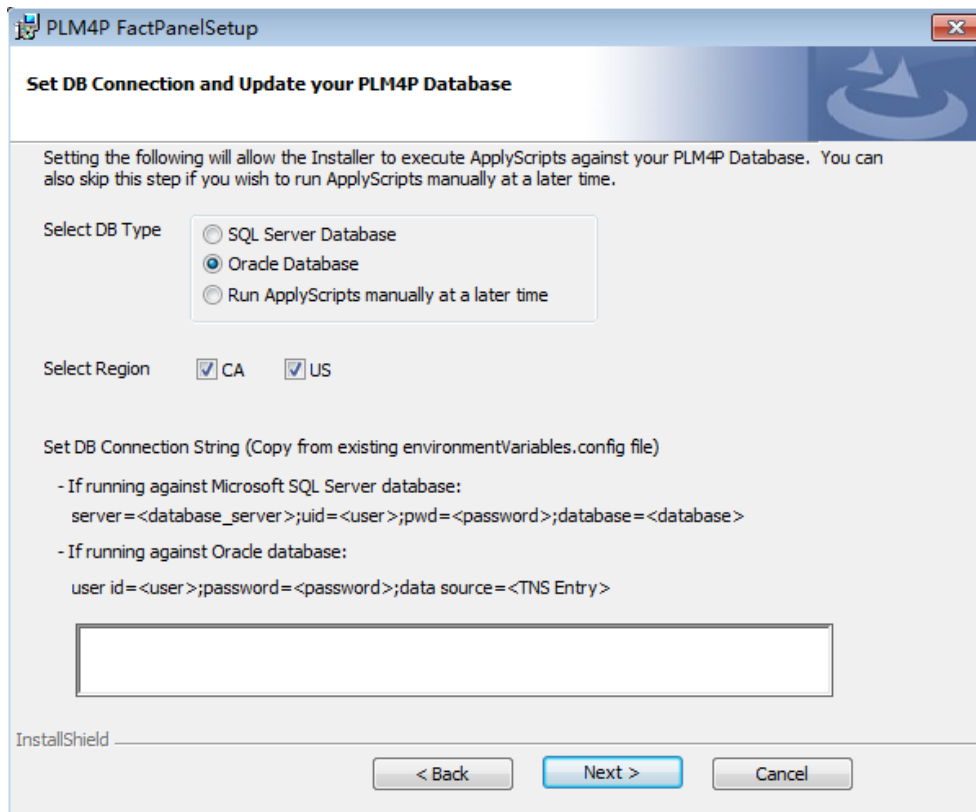 PLM4P FactPanelSetup
Set DB Connection and Update your PLM4P Database
Setting the following will allow the Installer to execute ApplyScripts against your PLM4P Database. You can
also skip this step if you wish to run ApplyScripts manually at a later time.
Select DB Type
SQL Server Database
Oracle Database
Run ApplyScripts manually at a later time
Select Region
CA
US
Set DB Connection String (Copy from existing environmentVariables.config file)
- If running against Microsoft SQL Server database:
server=<database_server>;uid=<user>;pwd=<password>;database=<database>
- If running against Oracle database:
user id=<user>;password=<password>;data source=<TNS Entry>
InstallShield
< Back
Next >
Cancel